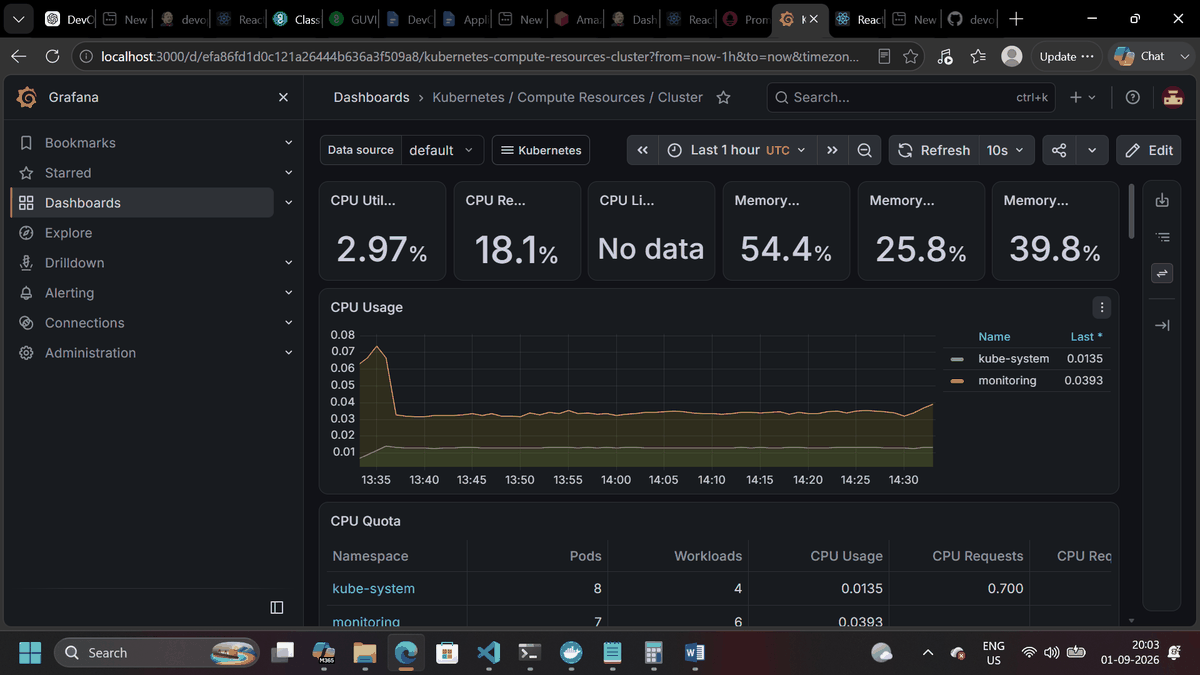 DevO
New
devo
Reac
Class
GUVI
DevO
Appl
New
Ama
Dash
Reac
Pron
K
Reac
New
devo
localhost:3000/d/efa86fd1d0c121a26444b636a3f509a8/kubernetes-compute-resources-cluster?from=now-1h&to=now&timezon...
Update ...
Chat
Grafana
Dashboards › Kubernetes / Compute Resources / Cluster
Search...
ctrl+k
Bookmarks
Starred
Dashboards
Explore
Drilldown
Alerting
Connections
Administration
Data source default
Kubernetes
Last 1 hour UTC
Refresh 10s
Edit
CPU Util...
2.97%
CPU Re...
18.1%
CPU Li...
No data
Memory...
54.4%
Memory...
25.8%
Memory...
39.8%
CPU Usage
0.08
0.07
0.06
0.05
0.04
0.03
0.02
0.01
13:35 13:40 13:45 13:50 13:55 14:00 14:05 14:10 14:15 14:20 14:25 14:30
Name Last *
kube-system 0.0135
monitoring 0.0393
CPU Quota
Namespace Pods Workloads CPU Usage CPU Requests CPU Req
kube-system 8 4 0.0135 0.700
monitoring 7 6 0.0393
Search
M365
ENG
US
20:03
01-09-2026